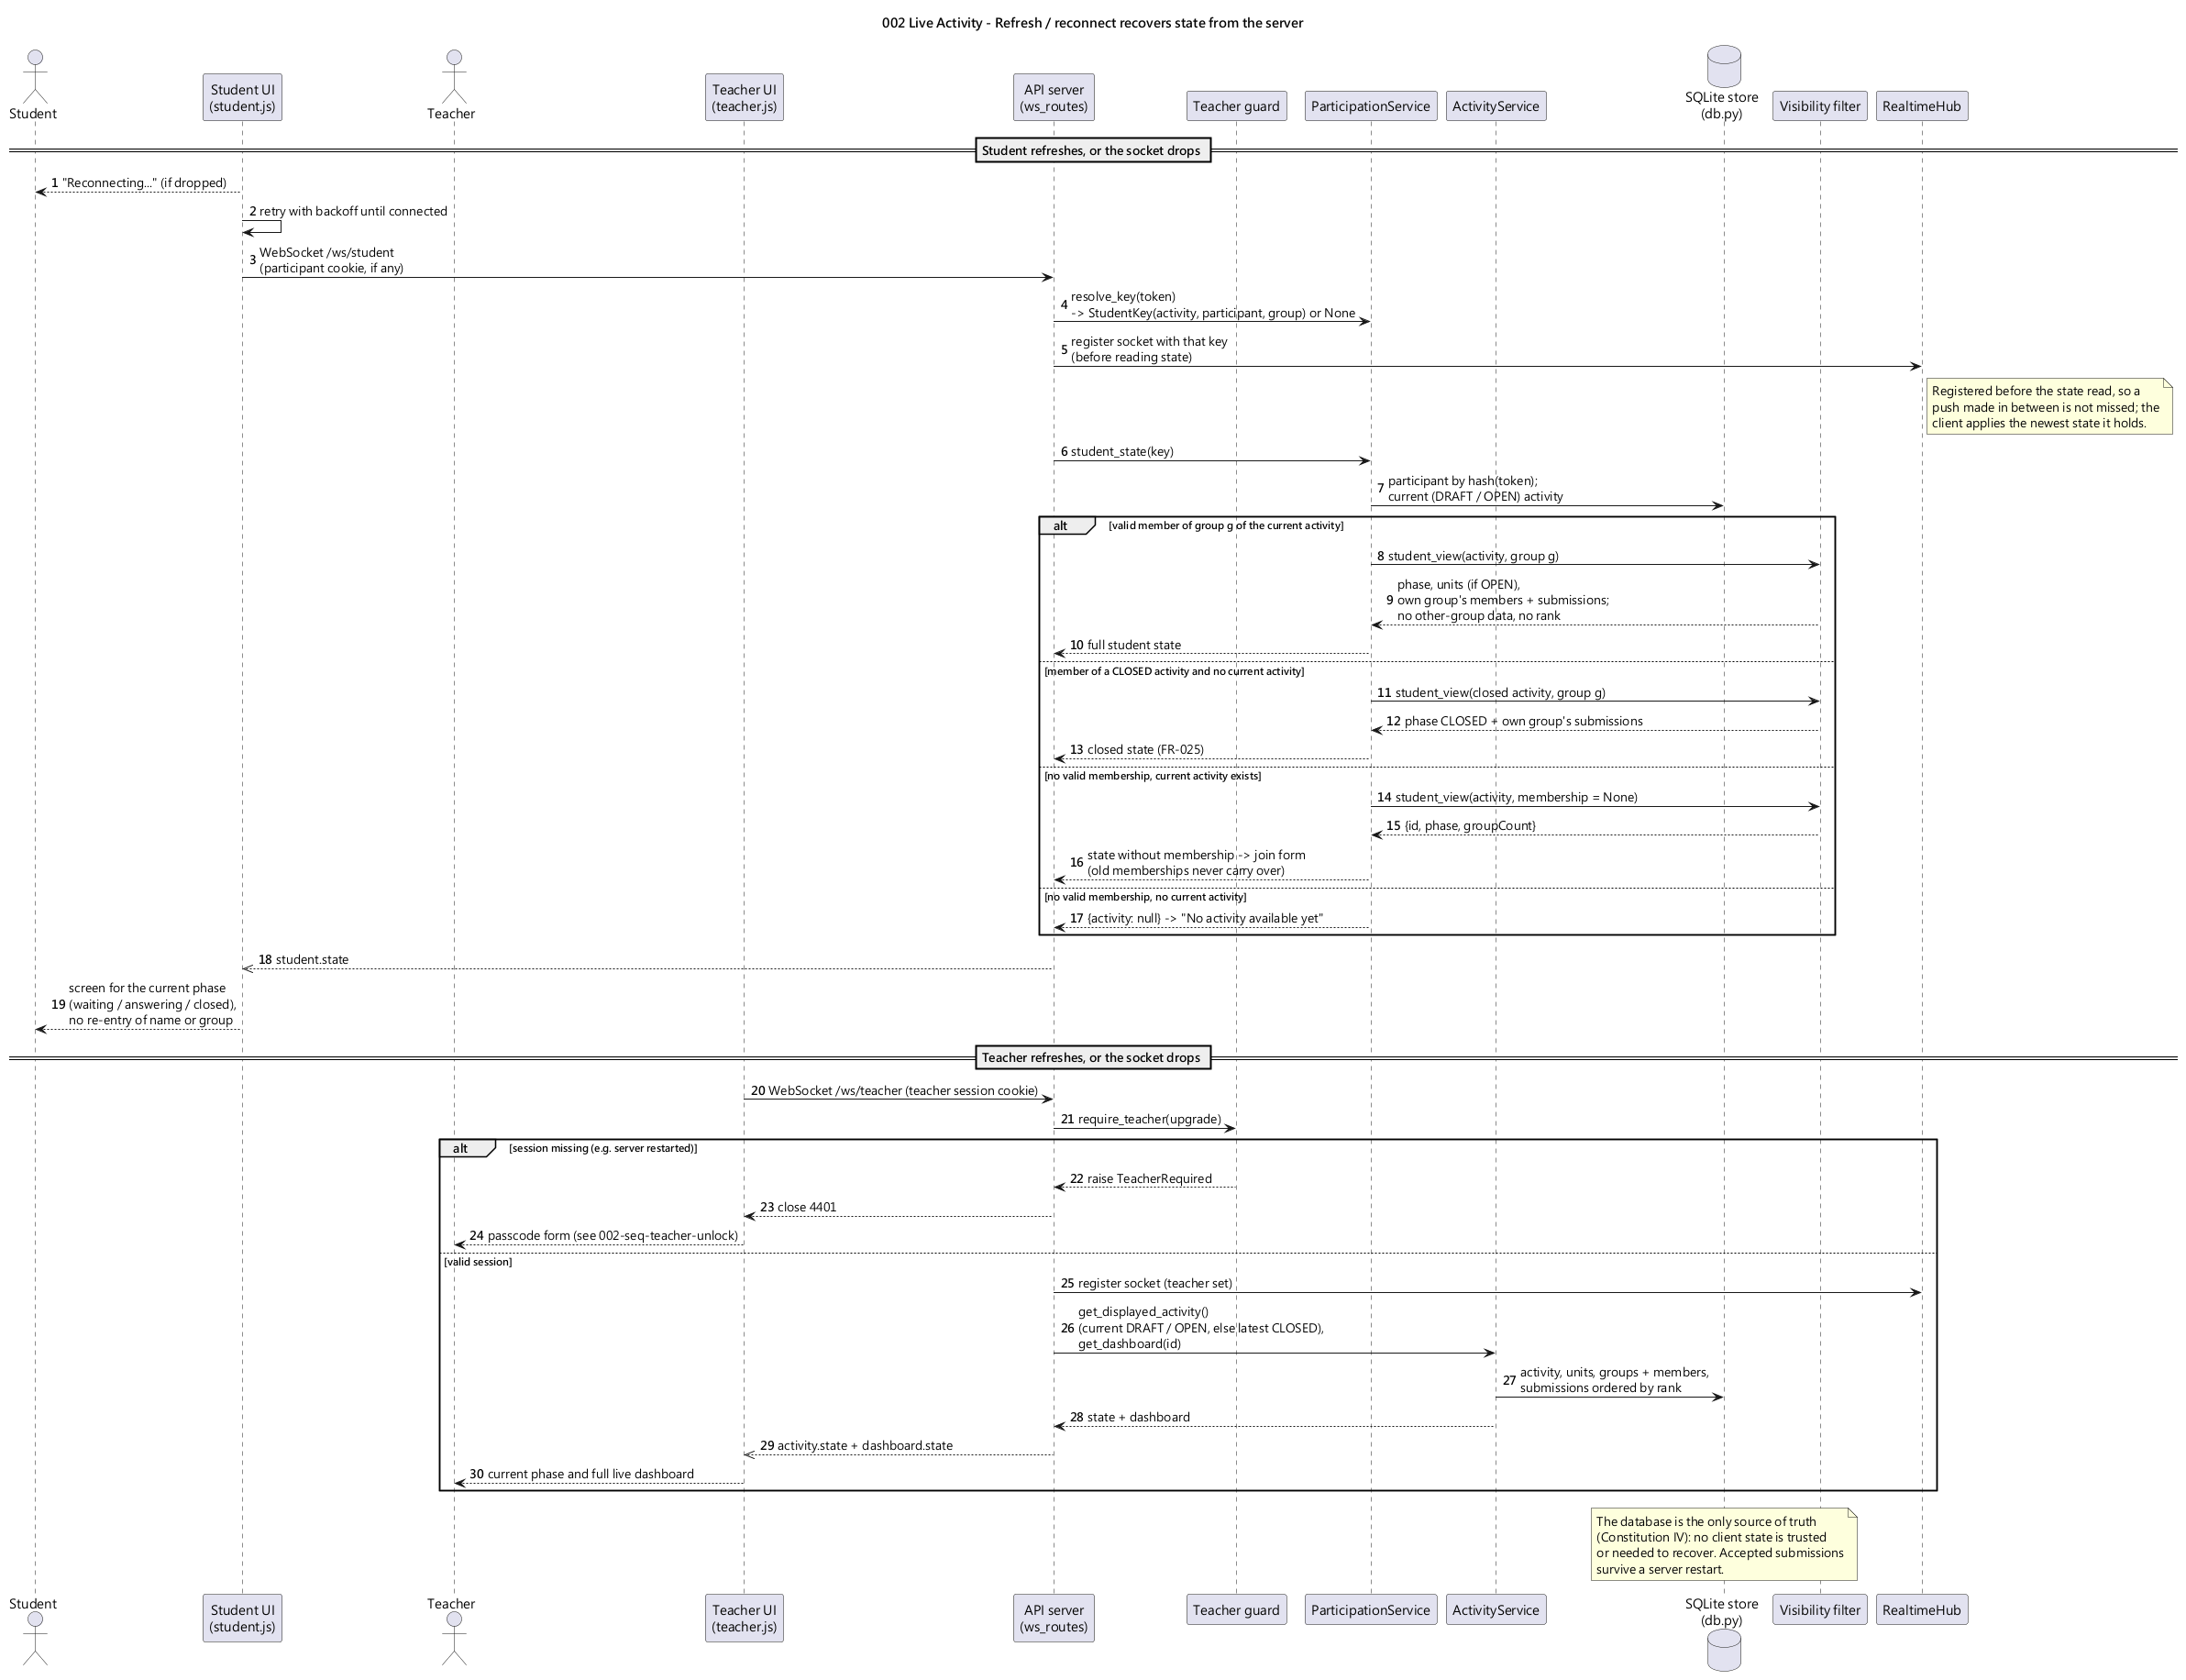 002 Live Activity - Refresh / reconnect recovers state from the server
Student
Student UI
(student.js)
Teacher
Teacher UI
(teacher.js)
API server
(ws_routes)
Teacher guard
ParticipationService
ActivityService
SQLite store
(db.py)
Visibility filter
RealtimeHub
Student refreshes, or the socket drops
1 "Reconnecting..." (if dropped)
2 retry with backoff until connected
3 WebSocket /ws/student
(participant cookie, if any)
4 resolve_key(token)
-> StudentKey(activity, participant, group) or None
5 register socket with that key
(before reading state)
Registered before the state read, so a
push made in between is not missed; the
client applies the newest state it holds.
6 student_state(key)
7 participant by hash(token);
current (DRAFT / OPEN) activity
alt [valid member of group g of the current activity]
8 student_view(activity, group g)
9 phase, units (if OPEN),
own group's members + submissions;
no other-group data, no rank
10 full student state
[member of a CLOSED activity and no current activity]
11 student_view(closed activity, group g)
12 phase CLOSED + own group's submissions
13 closed state (FR-025)
[no valid membership, current activity exists]
14 student_view(activity, membership = None)
15 {id, phase, groupCount}
16 state without membership -> join form
(old memberships never carry over)
[no valid membership, no current activity]
17 {activity: null} -> "No activity available yet"
18 student.state
19 screen for the current phase
(waiting / answering / closed),
no re-entry of name or group
Teacher refreshes, or the socket drops
20 WebSocket /ws/teacher (teacher session cookie)
21 require_teacher(upgrade)
alt [session missing (e.g. server restarted)]
22 raise TeacherRequired
23 close 4401
24 passcode form (see 002-seq-teacher-unlock)
[valid session]
25 register socket (teacher set)
26 get_displayed_activity()
(current DRAFT / OPEN, else latest CLOSED),
get_dashboard(id)
27 activity, units, groups + members,
submissions ordered by rank
28 state + dashboard
29 activity.state + dashboard.state
30 current phase and full live dashboard
The database is the only source of truth
(Constitution IV): no client state is trusted
or needed to recover. Accepted submissions
survive a server restart.
Student
Student UI
(student.js)
Teacher
Teacher UI
(teacher.js)
API server
(ws_routes)
Teacher guard
ParticipationService
ActivityService
SQLite store
(db.py)
Visibility filter
RealtimeHub